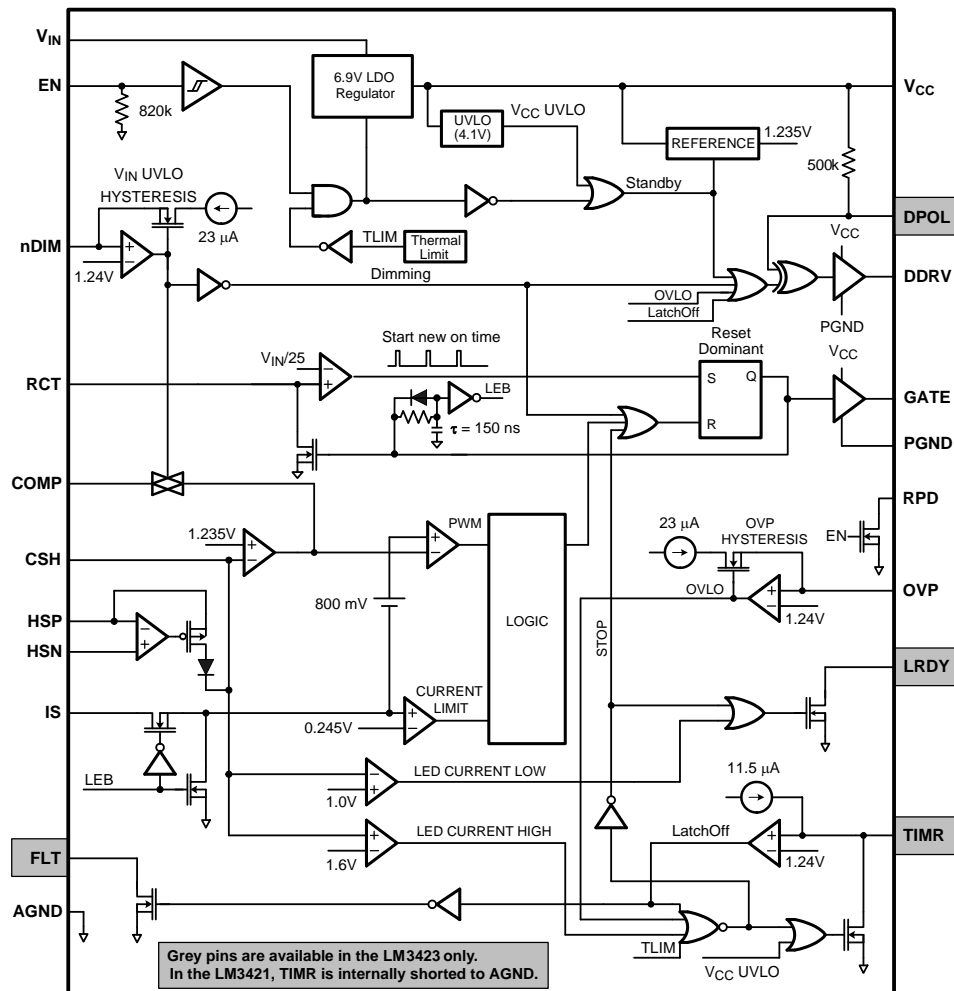 VIN
EN
820k
6.9V LDO
Regulator
VCC
UVLO
(4.1V)
VCC UVLO
REFERENCE
1.235V
500k
VIN UVLO
HYSTERESIS
23 μA
Standby
DPOL
nDIM
1.24V
TLIM
Thermal
Limit
Dimming
VCC
DDRV
OVLO
LatchOff
PGND
Start new on time
Reset
Dominant
VIN/25
VCC
RCT
LEB
S
Q
R
GATE
τ = 150 ns
PGND
COMP
RPD
1.235V
PWM
23 μA
OVP
HYSTERESIS
EN
CSH
800 mV
LOGIC
OVLO
OVP
1.24V
HSP
HSN
STOP
LRDY
IS
CURRENT
LIMIT
0.245V
LEB
LED CURRENT LOW
1.0V
11.5 μA
LED CURRENT HIGH
1.6V
LatchOff
TIMR
1.24V
FLT
AGND
TLIM
VCC UVLO
Grey pins are available in the LM3423 only.
In the LM3421, TIMR is internally shorted to AGND.